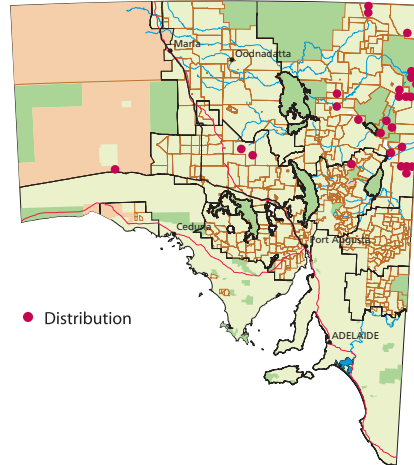 Marla
Oodnadatta
Ceduna
Port Augusta
Distribution
ADELAIDE